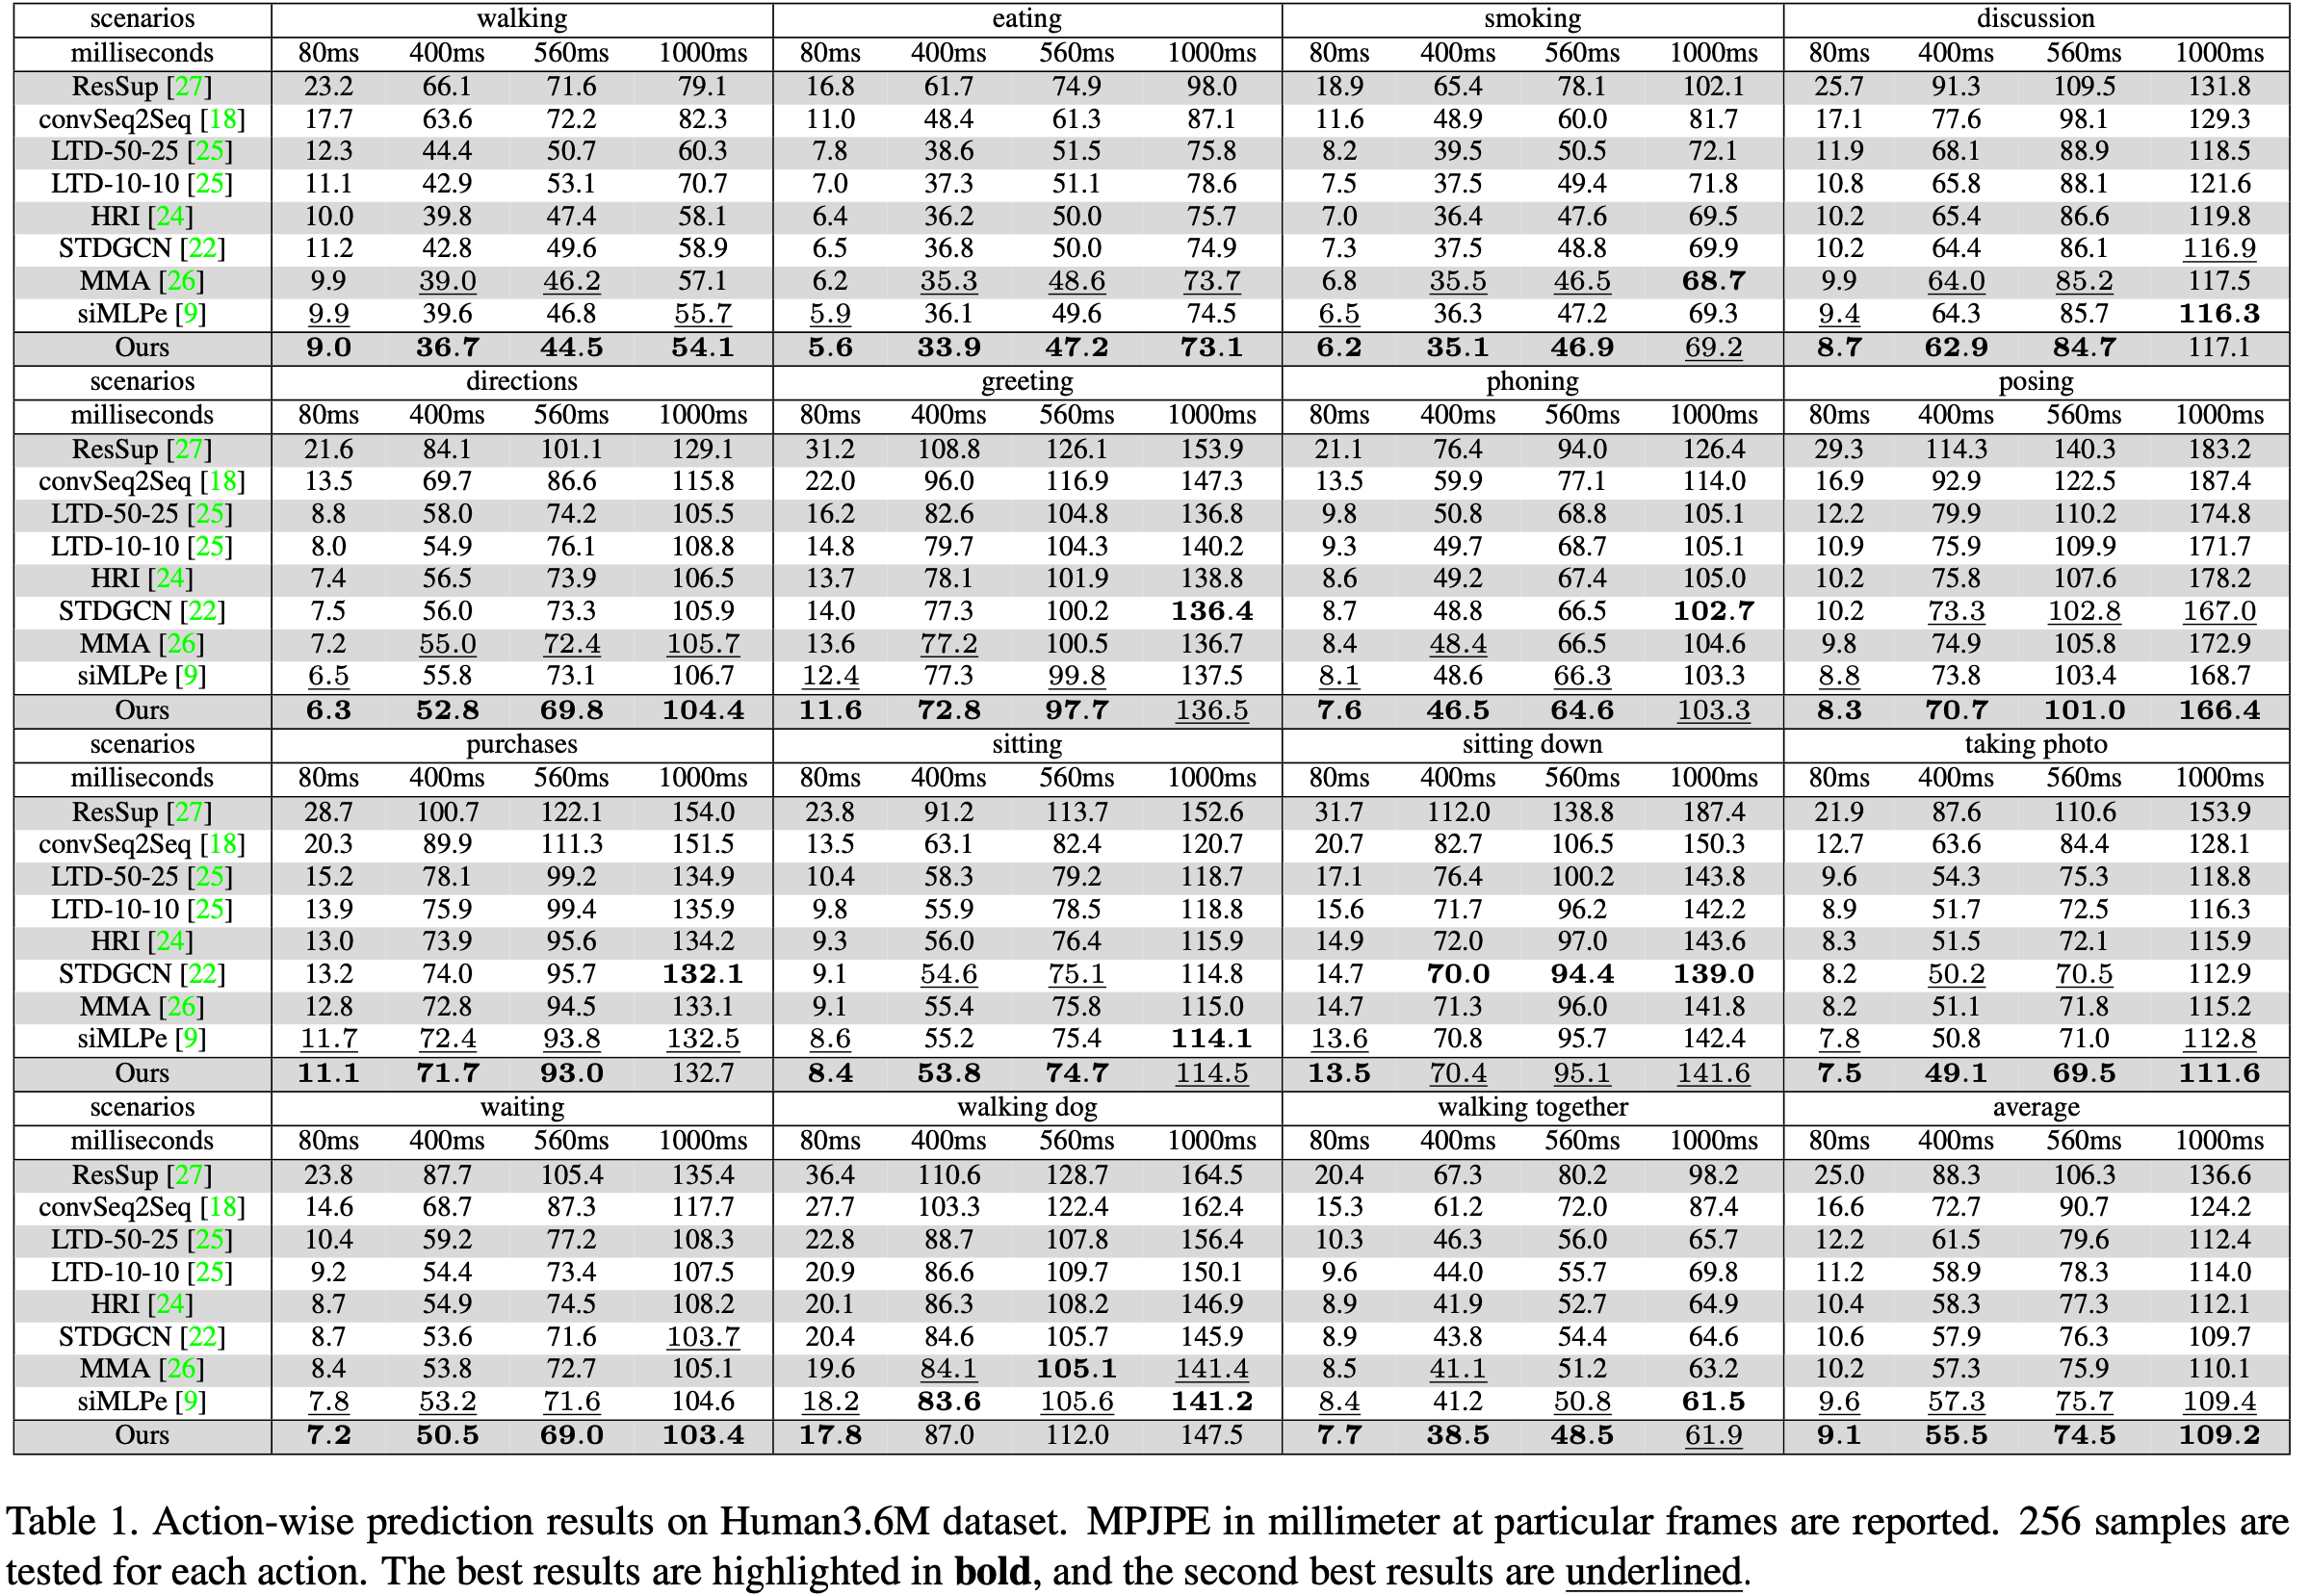 scenarios walking eating smoking discussion
milliseconds 80ms 400ms 560ms 1000ms 80ms 400ms 560ms 1000ms 80ms 400ms 560ms 1000ms 80ms 400ms 560ms 1000ms
ResSup [27] 23.2 66.1 71.6 79.1 16.8 61.7 74.9 98.0 18.9 65.4 78.1 102.1 25.7 91.3 109.5 131.8
convSeq2Seq [18] 17.7 63.6 72.2 82.3 11.0 48.4 61.3 87.1 11.6 48.9 60.0 81.7 17.1 77.6 98.1 129.3
LTD-50-25 [25] 12.3 44.4 50.7 60.3 7.8 38.6 51.5 75.8 8.2 39.5 50.5 72.1 11.9 68.1 88.9 118.5
LTD-10-10 [25] 11.1 42.9 53.1 70.7 7.0 37.3 51.1 78.6 7.5 37.5 49.4 71.8 10.8 65.8 88.1 121.6
HRI [24] 10.0 39.8 47.4 58.1 6.4 36.2 50.0 75.7 7.0 36.4 47.6 69.5 10.2 65.4 86.6 119.8
STDGCN [22] 11.2 42.8 49.6 58.9 6.5 36.8 50.0 74.9 7.3 37.5 48.8 69.9 10.2 64.4 86.1 116.9
MMA [26] 9.9 39.0 46.2 57.1 6.2 35.3 48.6 73.7 6.8 35.5 46.5 68.7 9.9 64.0 85.2 117.5
siMLPe [9] 9.9 39.6 46.8 55.7 5.9 36.1 49.6 74.5 6.5 36.3 47.2 69.3 9.4 64.3 85.7 116.3
Ours 9.0 36.7 44.5 54.1 5.6 33.9 47.2 73.1 6.2 35.1 46.9 69.2 8.7 62.9 84.7 117.1
scenarios directions greeting phoning posing
milliseconds 80ms 400ms 560ms 1000ms 80ms 400ms 560ms 1000ms 80ms 400ms 560ms 1000ms 80ms 400ms 560ms 1000ms
ResSup [27] 21.6 84.1 101.1 129.1 31.2 108.8 126.1 153.9 21.1 76.4 94.0 126.4 29.3 114.3 140.3 183.2
convSeq2Seq [18] 13.5 69.7 86.6 115.8 22.0 96.0 116.9 147.3 13.5 59.9 77.1 114.0 16.9 92.9 122.5 187.4
LTD-50-25 [25] 8.8 58.0 74.2 105.5 16.2 82.6 104.8 136.8 9.8 50.8 68.8 105.1 12.2 79.9 110.2 174.8
LTD-10-10 [25] 8.0 54.9 76.1 108.8 14.8 79.7 104.3 140.2 9.3 49.7 68.7 105.1 10.9 75.9 109.9 171.7
HRI [24] 7.4 56.5 73.9 106.5 13.7 78.1 101.9 138.8 8.6 49.2 67.4 105.0 10.2 75.8 107.6 178.2
STDGCN [22] 7.5 56.0 73.3 105.9 14.0 77.3 100.2 136.4 8.7 48.8 66.5 102.7 10.2 73.3 102.8 167.0
MMA [26] 7.2 55.0 72.4 105.7 13.6 77.2 100.5 136.7 8.4 48.4 66.5 104.6 9.8 74.9 105.8 172.9
siMLPe [9] 6.5 55.8 73.1 106.7 12.4 77.3 99.8 137.5 8.1 48.6 66.3 103.3 8.8 73.8 103.4 168.7
Ours 6.3 52.8 69.8 104.4 11.6 72.8 97.7 136.5 7.6 46.5 64.6 103.3 8.3 70.7 101.0 166.4
scenarios purchases sitting sitting down taking photo
milliseconds 80ms 400ms 560ms 1000ms 80ms 400ms 560ms 1000ms 80ms 400ms 560ms 1000ms 80ms 400ms 560ms 1000ms
ResSup [27] 28.7 100.7 122.1 154.0 23.8 91.2 113.7 152.6 31.7 112.0 138.8 187.4 21.9 87.6 110.6 153.9
convSeq2Seq [18] 20.3 89.9 111.3 151.5 13.5 63.1 82.4 120.7 20.7 82.7 106.5 150.3 12.7 63.6 84.4 128.1
LTD-50-25 [25] 15.2 78.1 99.2 134.9 10.4 58.3 79.2 118.7 17.1 76.4 100.2 143.8 9.6 54.3 75.3 118.8
LTD-10-10 [25] 13.9 75.9 99.4 135.9 9.8 55.9 78.5 118.8 15.6 71.7 96.2 142.2 8.9 51.7 72.5 116.3
HRI [24] 13.0 73.9 95.6 134.2 9.3 56.0 76.4 115.9 14.9 72.0 97.0 143.6 8.3 51.5 72.1 115.9
STDGCN [22] 13.2 74.0 95.7 132.1 9.1 54.6 75.1 114.8 14.7 70.0 94.4 139.0 8.2 50.2 70.5 112.9
MMA [26] 12.8 72.8 94.5 133.1 9.1 55.4 75.8 115.0 14.7 71.3 96.0 141.8 8.2 51.1 71.8 115.2
siMLPe [9] 11.7 72.4 93.8 132.5 8.6 55.2 75.4 114.1 13.6 70.8 95.7 142.4 7.8 50.8 71.0 112.8
Ours 11.1 71.7 93.0 132.7 8.4 53.8 74.7 114.5 13.5 70.4 95.1 141.6 7.5 49.1 69.5 111.6
scenarios waiting walking dog walking together average
milliseconds 80ms 400ms 560ms 1000ms 80ms 400ms 560ms 1000ms 80ms 400ms 560ms 1000ms 80ms 400ms 560ms 1000ms
ResSup [27] 23.8 87.7 105.4 135.4 36.4 110.6 128.7 164.5 20.4 67.3 80.2 98.2 25.0 88.3 106.3 136.6
convSeq2Seq [18] 14.6 68.7 87.3 117.7 27.7 103.3 122.4 162.4 15.3 61.2 72.0 87.4 16.6 72.7 90.7 124.2
LTD-50-25 [25] 10.4 59.2 77.2 108.3 22.8 88.7 107.8 156.4 10.3 46.3 56.0 65.7 12.2 61.5 79.6 112.4
LTD-10-10 [25] 9.2 54.4 73.4 107.5 20.9 86.6 109.7 150.1 9.6 44.0 55.7 69.8 11.2 58.9 78.3 114.0
HRI [24] 8.7 54.9 74.5 108.2 20.1 86.3 108.2 146.9 8.9 41.9 52.7 64.9 10.4 58.3 77.3 112.1
STDGCN [22] 8.7 53.6 71.6 103.7 20.4 84.6 105.7 145.9 8.9 43.8 54.4 64.6 10.6 57.9 76.3 109.7
MMA [26] 8.4 53.8 72.7 105.1 19.6 84.1 105.1 141.4 8.5 41.1 51.2 63.2 10.2 57.3 75.9 110.1
siMLPe [9] 7.8 53.2 71.6 104.6 18.2 83.6 105.6 141.2 8.4 41.2 50.8 61.5 9.6 57.3 75.7 109.4
Ours 7.2 50.5 69.0 103.4 17.8 87.0 112.0 147.5 7.7 38.5 48.5 61.9 9.1 55.5 74.5 109.2
Table 1. Action-wise prediction results on Human3.6M dataset. MPJPE in millimeter at particular frames are reported. 256 samples are
tested for each action. The best results are highlighted in bold, and the second best results are underlined.